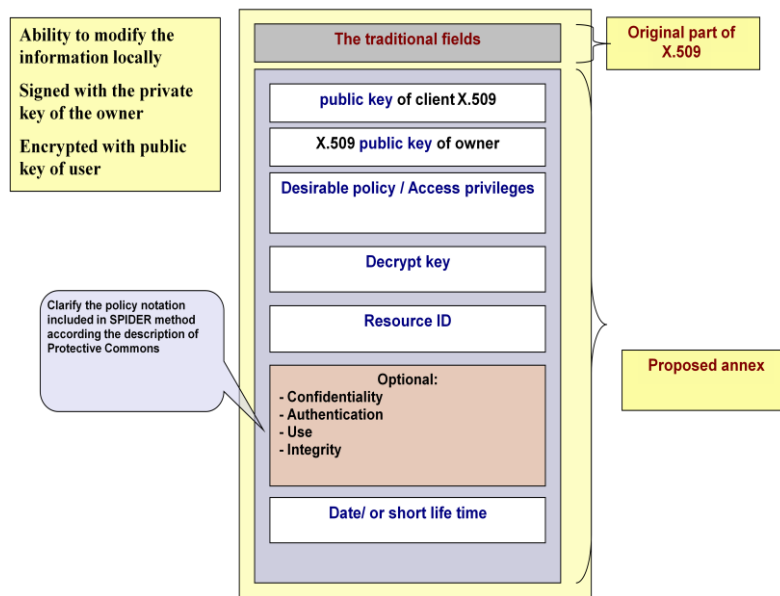 Ability to modify the
information locally
Signed with the private
key of the owner
Encrypted with public
key of user
The traditional fields
Original part of
X.509
public key of client X.509
X.509 public key of owner
Desirable policy / Access privileges
Decrypt key
Resource ID
Clarify the policy notation
included in SPIDER method
according the description of
Protective Commons
Optional:
- Confidentiality
- Authentication
- Use
- Integrity
Proposed annex
Date/ or short life time